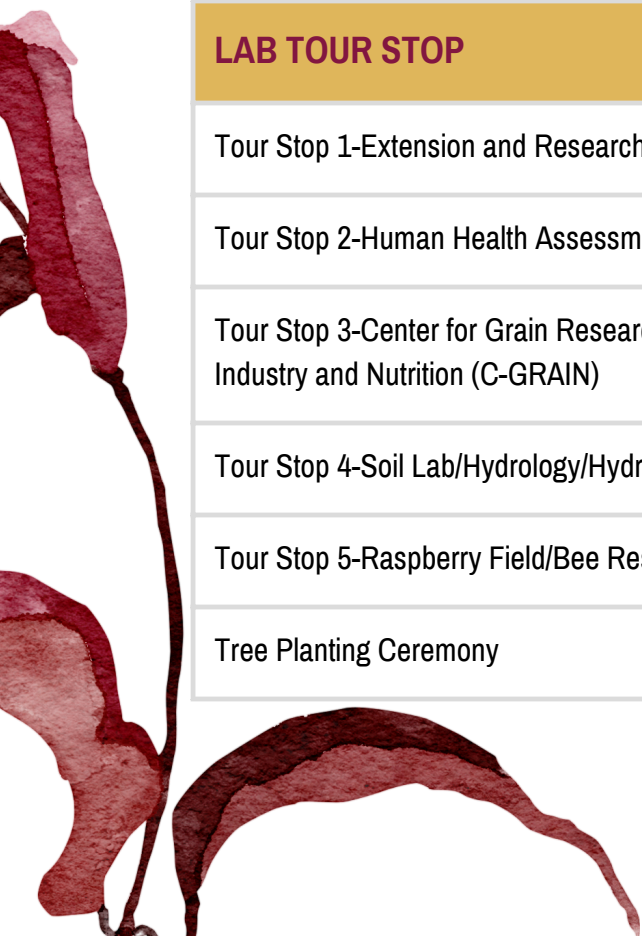 LAB TOUR STOP
Tour Stop 1-Extension and Research
Tour Stop 2-Human Health Assessm
Tour Stop 3-Center for Grain Resear
Industry and Nutrition (C-GRAIN)
Tour Stop 4-Soil Lab/Hydrology/Hydr
Tour Stop 5-Raspberry Field/Bee Res
Tree Planting Ceremony